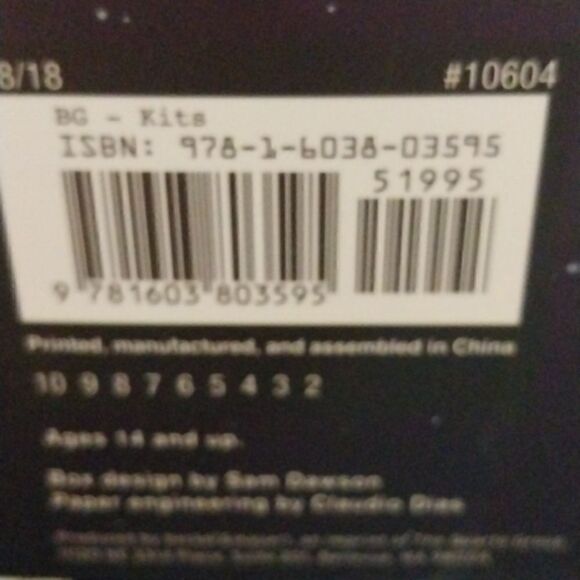 8/18
#10604
BG - Kits
ISBN: 978-1-6038-03595
51995
9 781603 803595
Printed, manufactured, and assembled in China
10 9 8 7 6 5 4 3 2
Ages 14 and up.
Box design by Sam Dawson
Paper engineering by Claudio Dias